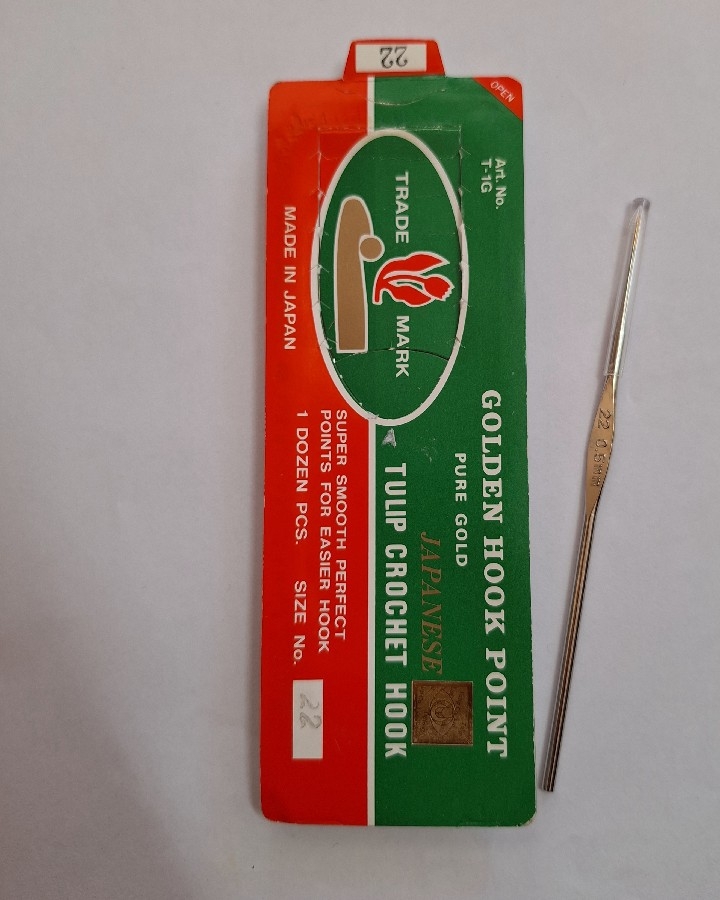 22
OPEN
Art. No.
T-1G
TRADE MARK
GOLDEN HOOK POINT
PURE GOLD
JAPANESE
TULIP CROCHET HOOK
SUPER SMOOTH PERFECT
POINTS FOR EASIER HOOK
1 DOZEN PCS. SIZE No. 22
MADE IN JAPAN
22 0.5MM